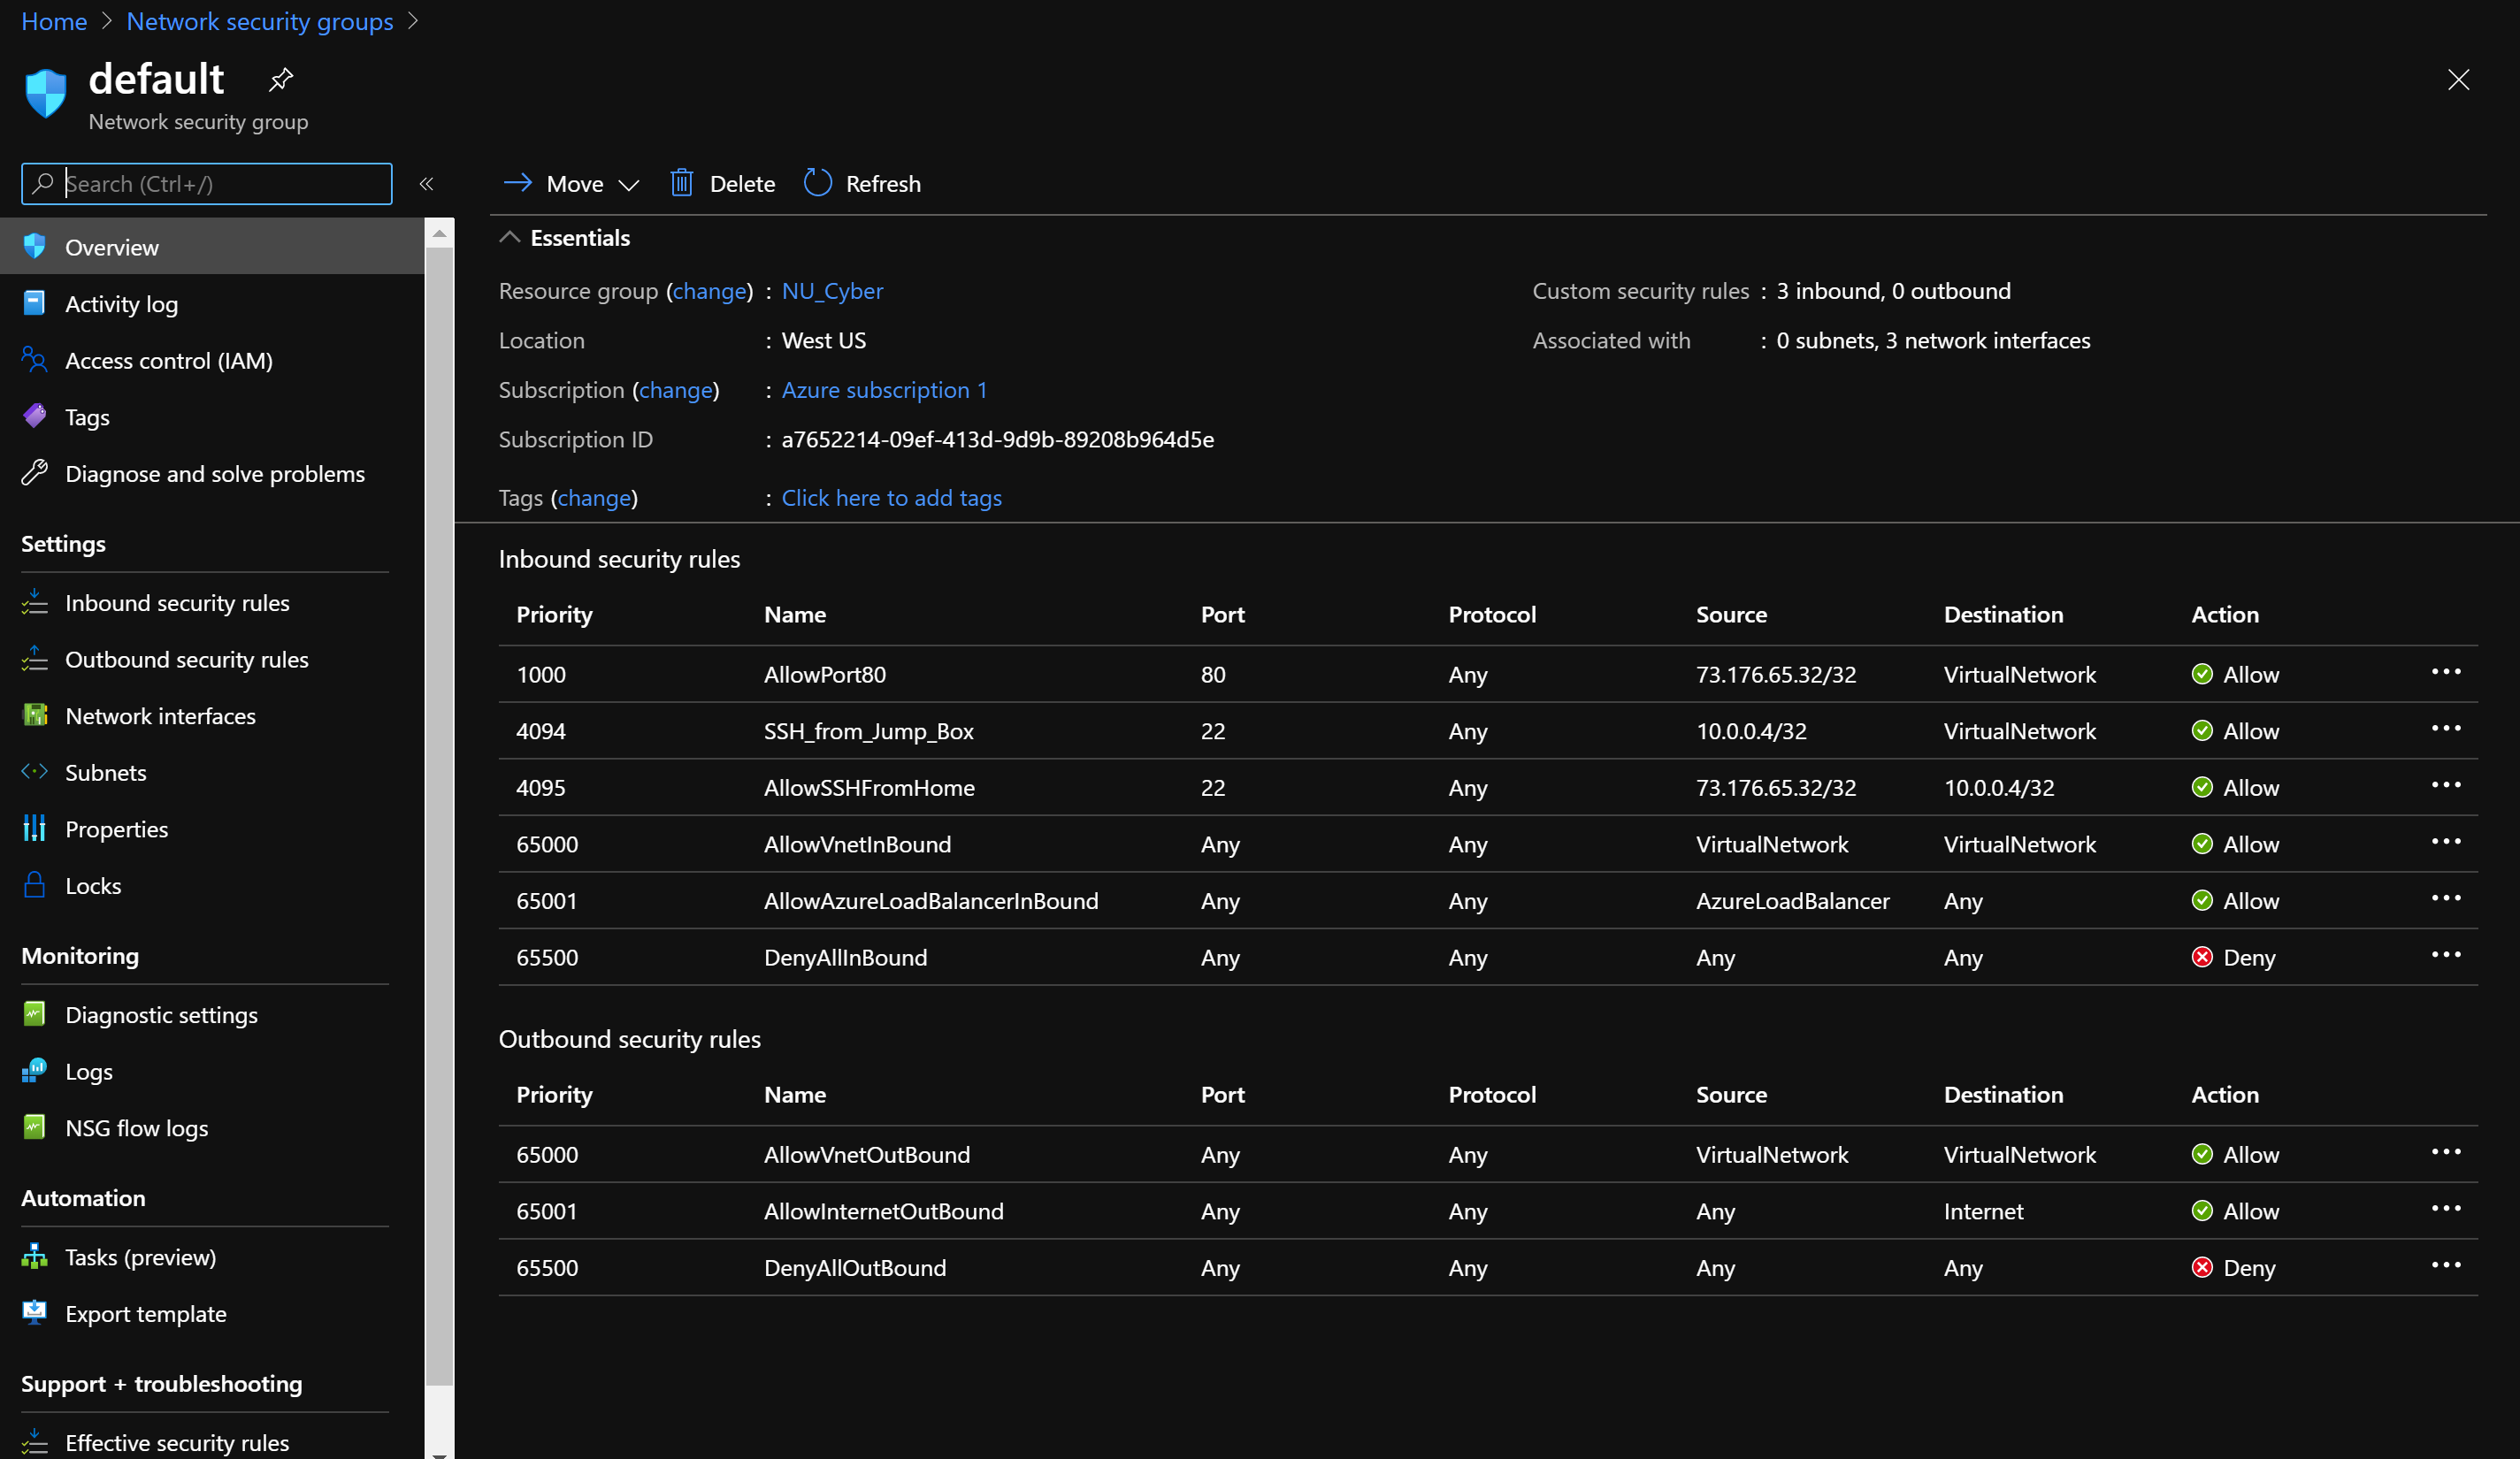 Home > Network security groups >
default
Network security group
Search (Ctrl+/)
«
Move
Delete
Refresh
Overview
Activity log
Access control (IAM)
Tags
Diagnose and solve problems
Settings
Inbound security rules
Outbound security rules
Network interfaces
Subnets
Properties
Locks
Monitoring
Diagnostic settings
Logs
NSG flow logs
Automation
Tasks (preview)
Export template
Support + troubleshooting
Effective security rules
Essentials
Resource group (change) : NU_Cyber
Location : West US
Subscription (change) : Azure subscription 1
Subscription ID : a7652214-09ef-413d-9d9b-89208b964d5e
Tags (change) : Click here to add tags
Custom security rules : 3 inbound, 0 outbound
Associated with : 0 subnets, 3 network interfaces
Inbound security rules
Priority Name Port Protocol Source Destination Action
1000 AllowPort80 80 Any 73.176.65.32/32 VirtualNetwork Allow ...
4094 SSH_from_Jump_Box 22 Any 10.0.0.4/32 VirtualNetwork Allow ...
4095 AllowSSHFromHome 22 Any 73.176.65.32/32 10.0.0.4/32 Allow ...
65000 AllowVnetInBound Any Any VirtualNetwork VirtualNetwork Allow ...
65001 AllowAzureLoadBalancerInBound Any Any AzureLoadBalancer Any Allow ...
65500 DenyAllInBound Any Any Any Any Deny ...
Outbound security rules
Priority Name Port Protocol Source Destination Action
65000 AllowVnetOutBound Any Any VirtualNetwork VirtualNetwork Allow ...
65001 AllowInternetOutBound Any Any Any Internet Allow ...
65500 DenyAllOutBound Any Any Any Any Deny ...